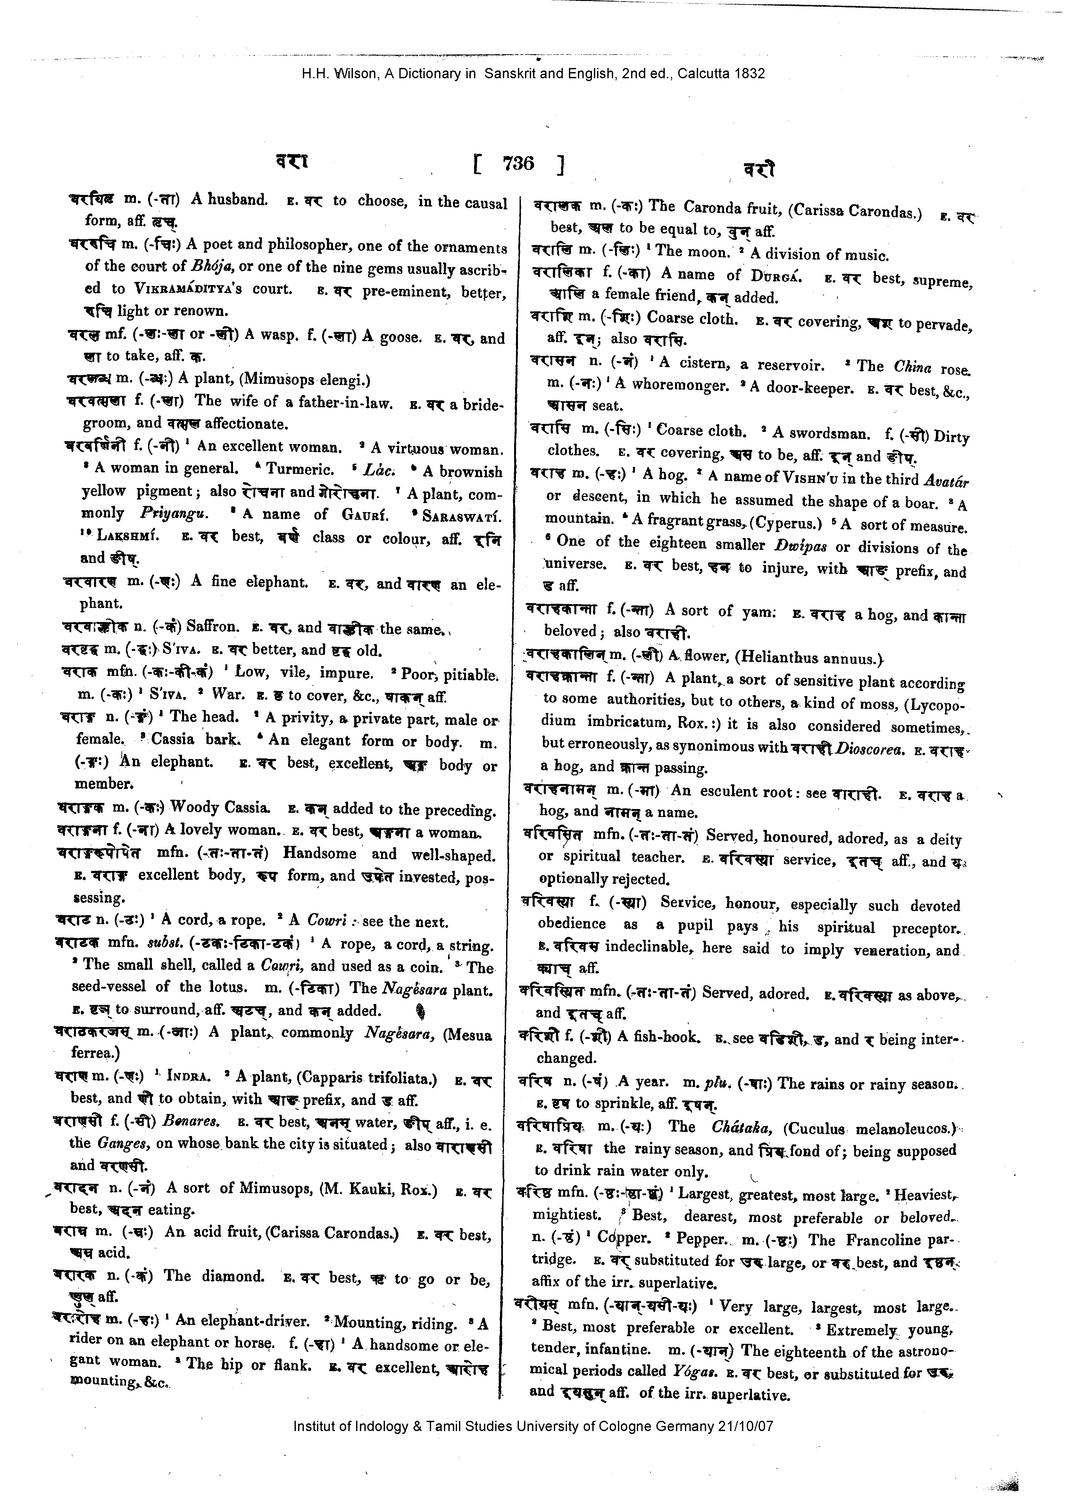 H.H. Wilson, A Dictionary in Sanskrit and English, 2nd ed., Calcutta 1832
वरा [ 736 ] वरी
वरयितृ m. (-ता) A husband. E. वर to choose, in the causal
form, aff. तृच्.
वररुचि m. (-चिः) A poet and philosopher, one of the ornaments
of the court of Bhója, or one of the nine gems usually ascrib-
ed to VIKRAMÁDITYA's court. E. वर pre-eminent, better,
रुचि light or renown.
वरल mf. (-लः-ला or -ली) A wasp. f. (-ला) A goose. E. वर, and
ला to take, aff. क.
वरलब्ध m. (-ब्धः) A plant, (Mimusops elengi.)
वरवत्सला f. (-ला) The wife of a father-in-law. E. वर a bride-
groom, and वत्सल affectionate.
वरवर्णिनी f. (-नी) ¹ An excellent woman. ² A virtuous woman.
³ A woman in general. ⁴ Turmeric. ⁵ Lác. ⁶ A brownish
yellow pigment; also रोचना and गोरोचना. ⁷ A plant, com-
monly Priyangu. ⁸ A name of GAURÍ. ⁹ SARASWATÍ.
¹⁰ LAKSHMÍ. E. वर best, वर्ण class or colour, aff. इनि
and ङीप्.
वरवारण m. (-णः) A fine elephant. E. वर, and वारण an ele-
phant.
वरवाह्लीक n. (-कं) Saffron. E. वर, and वाह्लीक the same.
वरवृद्ध m. (-द्धः) S'IVA. E. वर better, and वृद्ध old.
वराक mfn. (-कः-की-कं) ¹ Low, vile, impure. ² Poor, pitiable.
m. (-कः) ¹ S'IVA. ² War. E. वृ to cover, &c., षाकन् aff.
वराङ्ग n. (-ङ्गं) ¹ The head. ² A privity, a private part, male or
female. ³ Cassia bark. ⁴ An elegant form or body. m.
(-ङ्गः) An elephant. E. वर best, excellent, अङ्ग body or
member.
वराङ्गक m. (-कः) Woody Cassia. E. कन् added to the preceding.
वराङ्गना f. (-ना) A lovely woman. E. वर best, अङ्गना a woman.
वराङ्गरूपोपेत mfn. (-तः-ता-तं) Handsome and well-shaped.
E. वराङ्ग excellent body, रूप form, and उपेत invested, pos-
sessing.
वराट n. (-टः) ¹ A cord, a rope. ² A Cowri: see the next.
वराटक mfn. subst. (-टकः-टिका-टकं) ¹ A rope, a cord, a string.
² The small shell, called a Cowri, and used as a coin. ³ The
seed-vessel of the lotus. m. (-टिका) The Nagésara plant.
E. वृञ् to surround, aff. अटच्, and कन् added.
वराटकरजस् m. (-जाः) A plant, commonly Nagésara, (Mesua
ferrea.)
वराण m. (-णः) ¹ INDRA. ² A plant, (Capparis trifoliata.) E. वर
best, and णी to obtain, with आङ् prefix, and ड aff.
वराणसी f. (-सी) Benares. E. वर best, अनस् water, ङीप् aff., i. e.
the Ganges, on whose bank the city is situated; also वाराणसी
and वरणसी.
वरादन n. (-नं) A sort of Mimusops, (M. Kauki, Rox.) E. वर
best, अदन eating.
वराम्ल m. (-म्लः) An acid fruit, (Carissa Carondas.) E. वर best,
अम्ल acid.
वरारक n. (-कं) The diamond. E. वर best, ऋ to go or be,
ण्वुल् aff.
वरारोह m. (-हः) ¹ An elephant-driver. ² Mounting, riding. ³ A
rider on an elephant or horse. f. (-हा) ¹ A handsome or ele-
gant woman. ² The hip or flank. E. वर excellent, आरोह
mounting, &c.
वरालक m. (-कः) The Caronda fruit, (Carissa Carondas.) E. वर
best, अल to be equal to, वुन् aff.
वरालि m. (-लिः) ¹ The moon. ² A division of music.
वरालिका f. (-का) A name of DURGÁ. E. वर best, supreme,
आलि a female friend, कन् added.
वराशि m. (-शिः) Coarse cloth. E. वर covering, अश to pervade,
aff. इन्; also वरासि.
वरासन n. (-नं) ¹ A cistern, a reservoir. ² The China rose.
m. (-नः) ¹ A whoremonger. ² A door-keeper. E. वर best, &c.,
आसन seat.
वरासि m. (-सिः) ¹ Coarse cloth. ² A swordsman. f. (-सी) Dirty
clothes. E. वर covering, अस to be, aff. इन् and ङीप्.
वराह m. (-हः) ¹ A hog. ² A name of VISHN'U in the third Avatár
or descent, in which he assumed the shape of a boar. ³ A
mountain. ⁴ A fragrant grass, (Cyperus.) ⁵ A sort of measure.
⁶ One of the eighteen smaller Dwípas or divisions of the
universe. E. वर best, हन to injure, with आङ् prefix, and
ड aff.
वराहकान्ता f. (-न्ता) A sort of yam: E. वराह a hog, and कान्ता
beloved; also वराही.
वराहकालिन् m. (-ली) A flower, (Helianthus annuus.)
वराहक्रान्ता f. (-न्ता) A plant, a sort of sensitive plant according
to some authorities, but to others, a kind of moss, (Lycopo-
dium imbricatum, Rox.:) it is also considered sometimes,
but erroneously, as synonimous with वराही Dioscorea. E. वराह
a hog, and क्रान्त passing.
वराहनामन् m. (-मा) An esculent root: see वाराही. E. वराह a
hog, and नामन् a name.
वरिवसित mfn. (-तः-ता-तं) Served, honoured, adored, as a deity
or spiritual teacher. E. वरिवस्या service, इतच् aff., and य
optionally rejected.
वरिवस्या f. (-स्या) Service, honour, especially such devoted
obedience as a pupil pays his spiritual preceptor.
E. वरिवस indeclinable, here said to imply veneration, and
क्यच् aff.
वरिवस्यित mfn. (-तः-ता-तं) Served, adored. E. वरिवस्या as above,
and इतच् aff.
वरिशी f. (-शी) A fish-hook. E. see वडिशी, ड, and र being inter-
changed.
वरिष n. (-षं) A year. m. plu. (-षाः) The rains or rainy season.
E. वृष to sprinkle, aff. इषन्.
वरिषाप्रिय m. (-यः) The Chátaka, (Cuculus melanoleucos.)
E. वरिषा the rainy season, and प्रिय fond of; being supposed
to drink rain water only.
वरिष्ठ mfn. (-ष्ठः-ष्ठा-ष्ठं) ¹ Largest, greatest, most large. ² Heaviest,
mightiest. ³ Best, dearest, most preferable or beloved.
n. (-ष्ठं) ¹ Copper. ² Pepper. m. (-ष्ठः) The Francoline par-
tridge. E. वर substituted for उरु large, or वर best, and इष्ठन्
affix of the irr. superlative.
वरीयस् mfn. (-यान्-यसी-यः) ¹ Very large, largest, most large.
² Best, most preferable or excellent. ³ Extremely young,
tender, infantine. m. (-यान्) The eighteenth of the astrono-
mical periods called Yógas. E. वर best, or substituted for उरु
and इयसुन् aff. of the irr. superlative.
Institut of Indology & Tamil Studies University of Cologne Germany 21/10/07